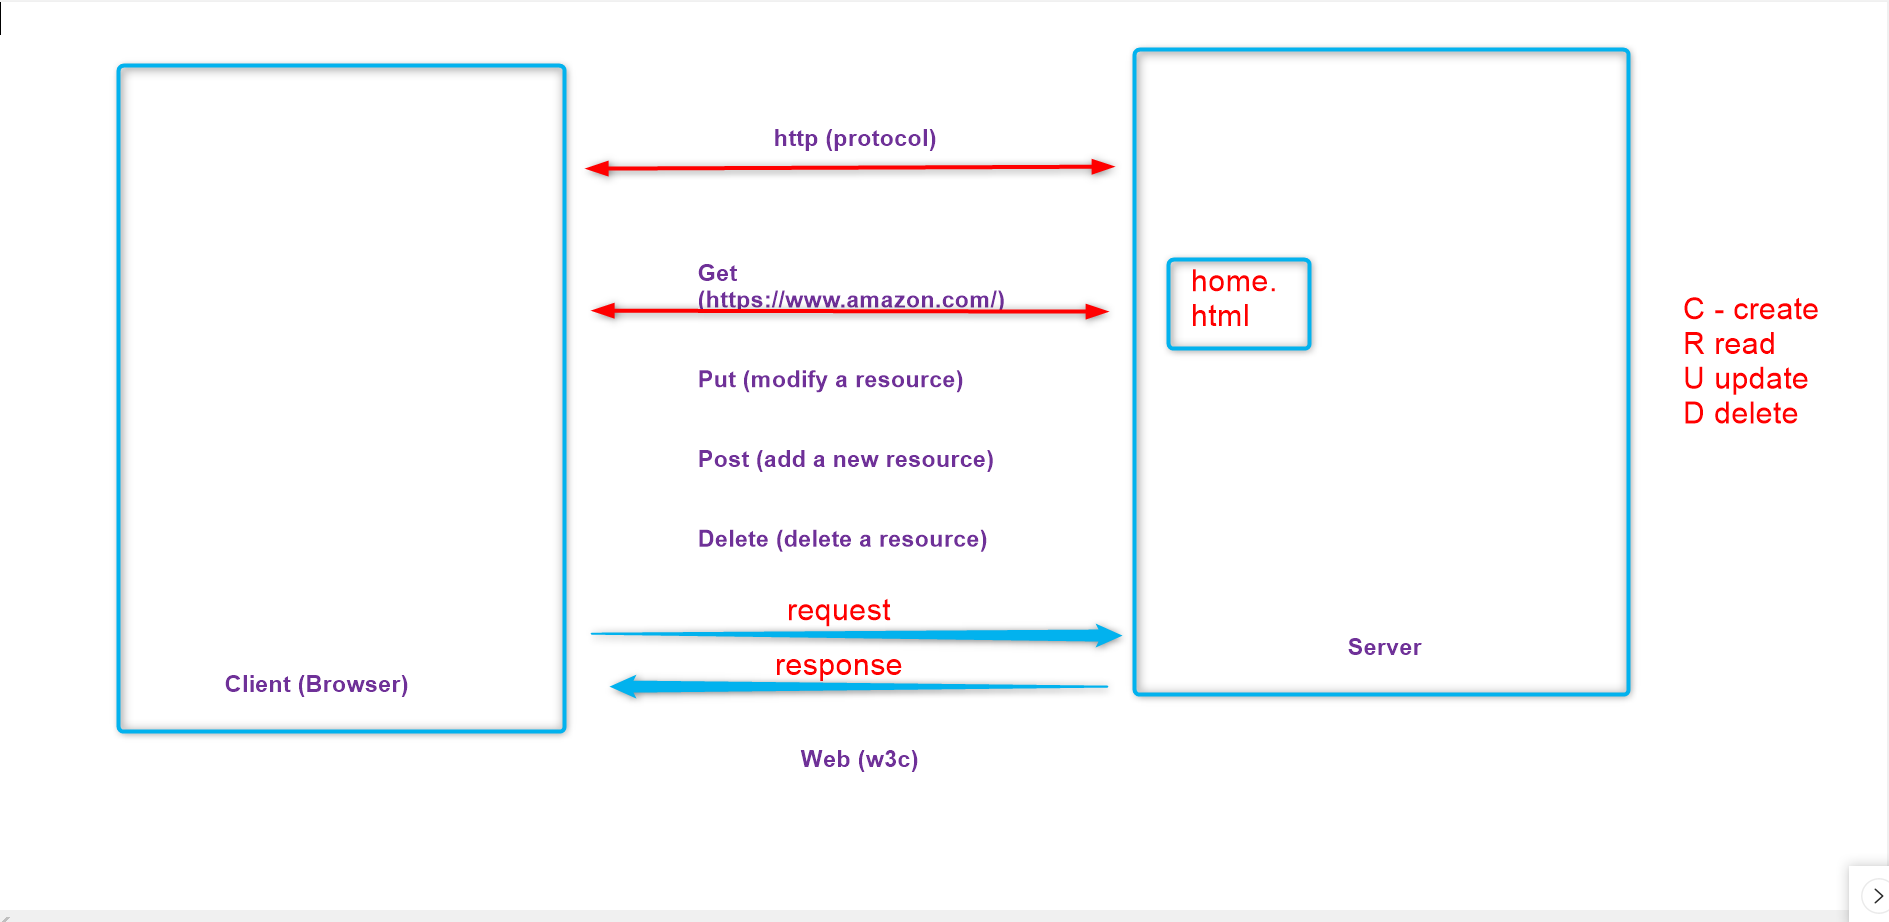 http (protocol)
Get
(https://www.amazon.com/)
home.
html
Put (modify a resource)
Post (add a new resource)
Delete (delete a resource)
request
response
Client (Browser)
Server
Web (w3c)
C - create
R read
U update
D delete